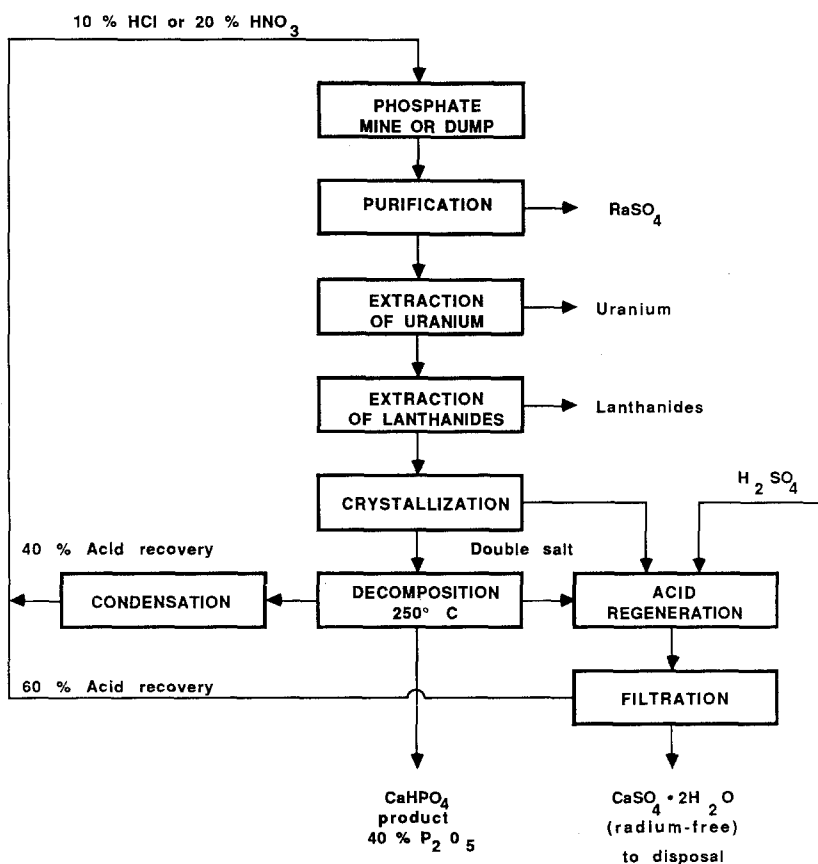 10 % HCl or 20 % HNO3
PHOSPHATE
MINE OR DUMP
PURIFICATION
RaSO4
EXTRACTION
OF URANIUM
Uranium
EXTRACTION
OF LANTHANIDES
Lanthanides
H2SO4
CRYSTALLIZATION
40 % Acid recovery
Double salt
CONDENSATION
DECOMPOSITION
250° C
ACID
REGENERATION
60 % Acid recovery
FILTRATION
CaHPO4
product
40 % P2O5
CaSO4 • 2H2O
(radium-free)
to disposal